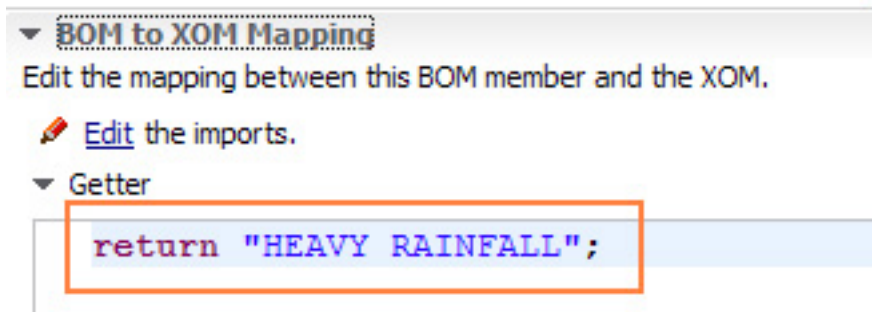 BOM to XOM Mapping
Edit the mapping between this BOM member and the XOM.
Edit the imports.
Getter
return "HEAVY RAINFALL";